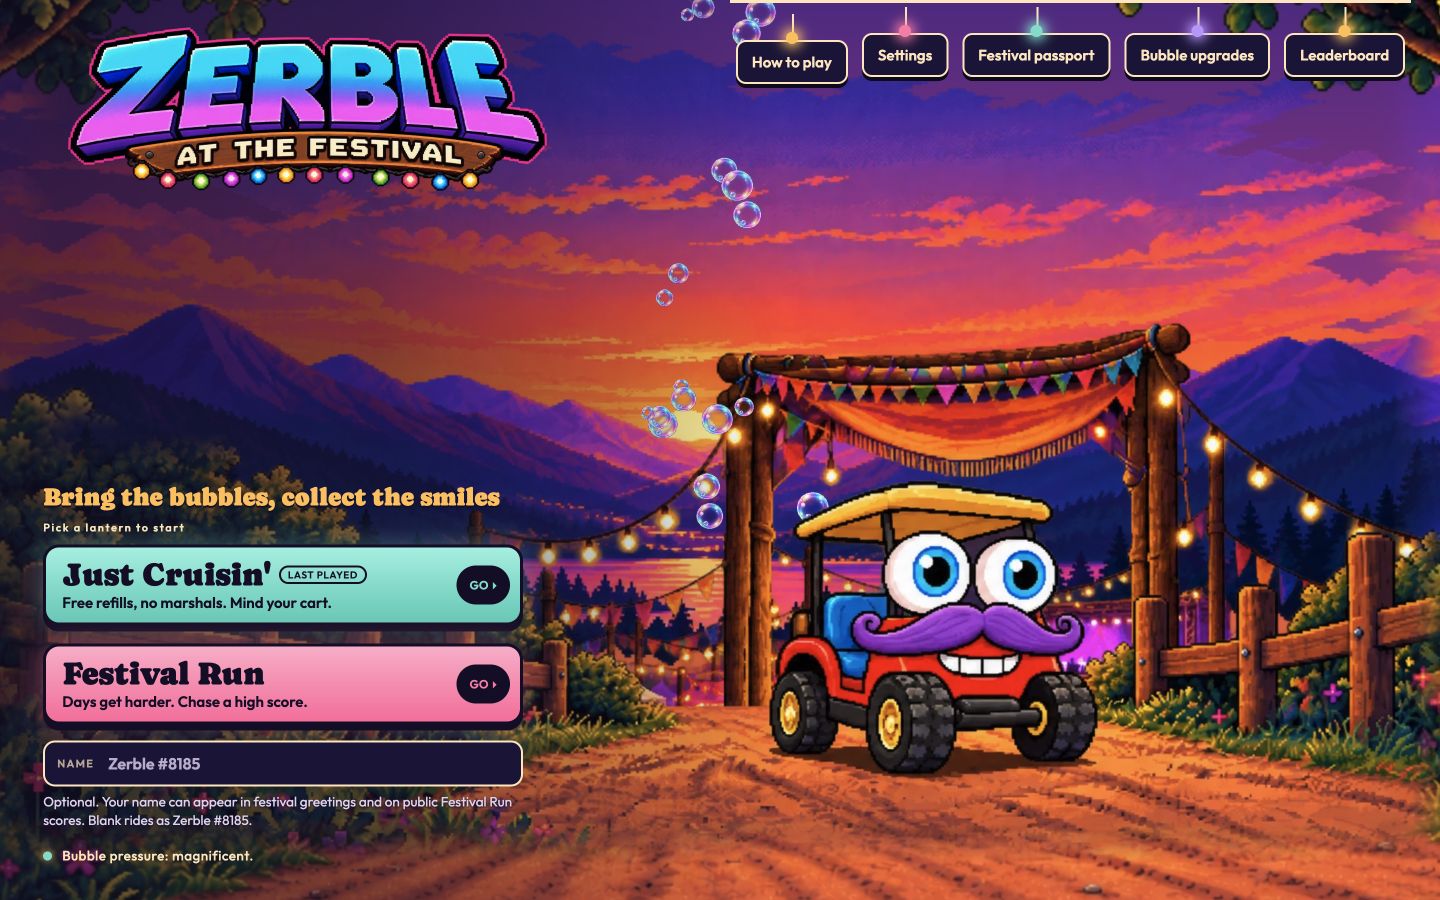 ZERBLE
AT THE FESTIVAL
How to play
Settings
Festival passport
Bubble upgrades
Leaderboard
Bring the bubbles, collect the smiles
Pick a lantern to start
Just Cruisin' LAST PLAYED
Free refills, no marshals. Mind your cart.
GO
Festival Run
Days get harder. Chase a high score.
GO
NAME Zerble #8185
Optional. Your name can appear in festival greetings and on public Festival Run
scores. Blank rides as Zerble #8185.
Bubble pressure: magnificent.